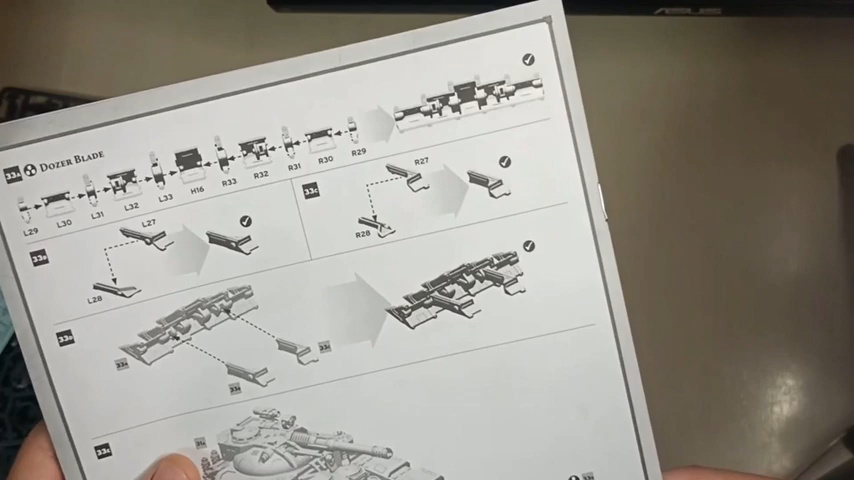 ASUS
33A DOZER BLADE
L29 L30 L31 L32 L33 H16 R33 R32 R31 R30 R29
33B L27 L28
33C R27 R28
33D
33B 33C
33E